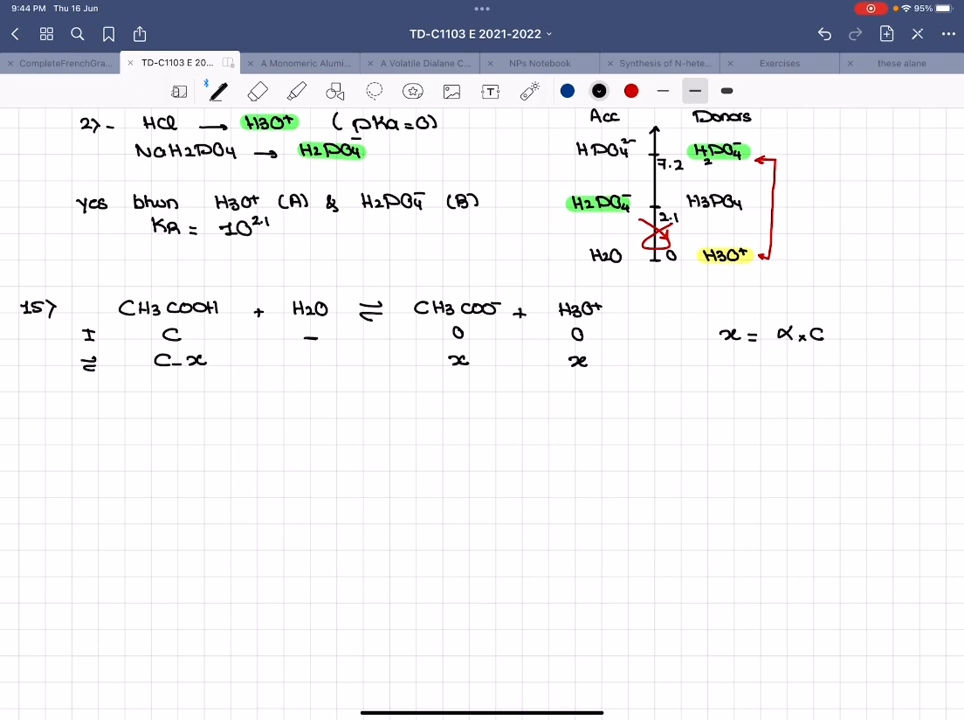 9:44 PM Thu 16 Jun
95%
TD-C1103 E 2021-2022
CompleteFrenchGra...
TD-C1103 E 20...
A Monomeric Alumi...
A Volatile Dialane C...
NPs Notebook
Synthesis of N-hete...
Exercises
these alane
2)- HCl → H3O+ (pKa=0)
NaH2PO4 → H2PO4-
Acc Donors
HPO4 2- 7.2 H2PO4-
yes btwn H3O+ (A) & H2PO4- (B)
H2PO4- 2.1 H3PO4
KR = 10^2.1
H2O 0 H3O+
15) CH3COOH + H2O ⇌ CH3COO- + H3O+
I C - 0 0 x = α×C
⇌ C-x x x